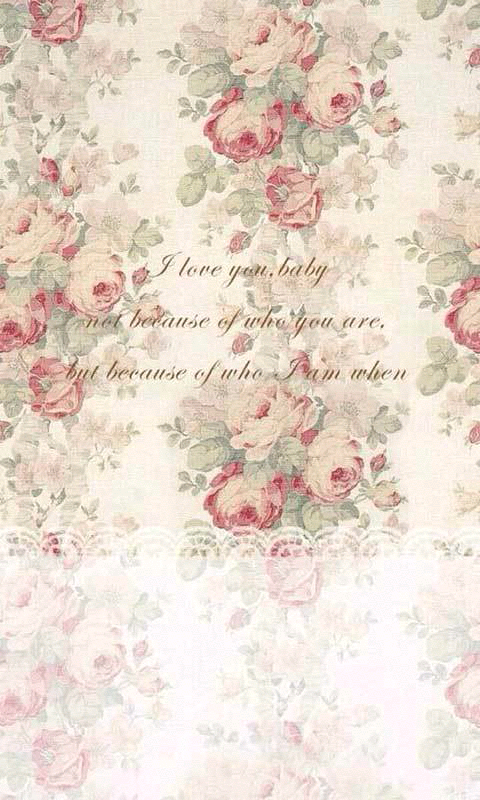 I love you,baby
not because of who you are,
but because of who I am when